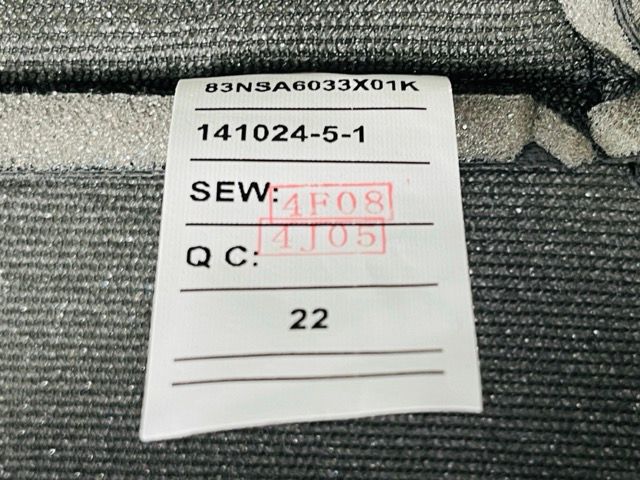 83NSA6033X01K
141024-5-1
SEW:
4F08
4J05
Q C:
22